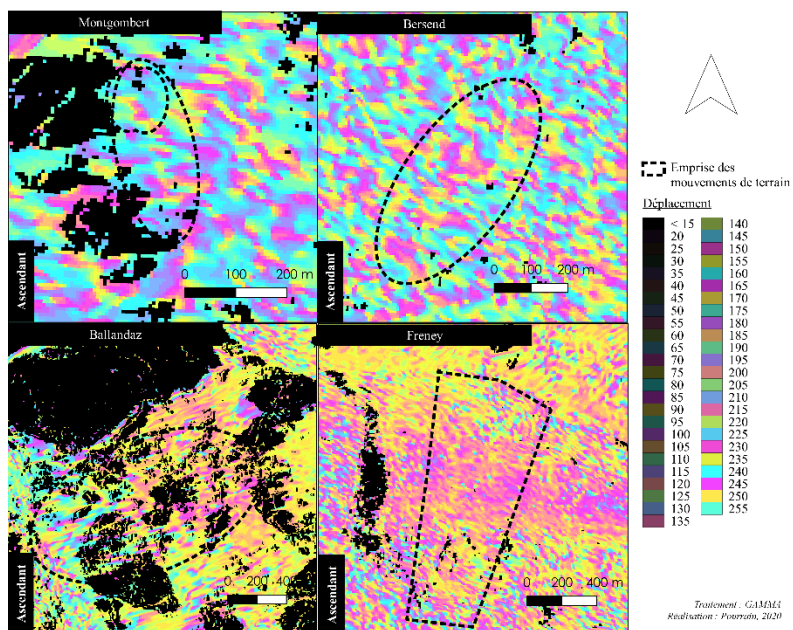 Montgombert
Ascendant
0 100 200 m
Bersend
Ascendant
0 100 200 m
Ballandaz
Ascendant
0 200 400
Freney
Ascendant
0 200 400 m
Emprise des
mouvements de terrain
Déplacement
< 15
20
25
30
35
40
45
50
55
60
65
70
75
80
85
90
95
100
105
110
115
120
125
130
135
140
145
150
155
160
165
170
175
180
185
190
195
200
205
210
215
220
225
230
235
240
245
250
255
Traitement : GAMMA
Réalisation : Pourrain, 2020